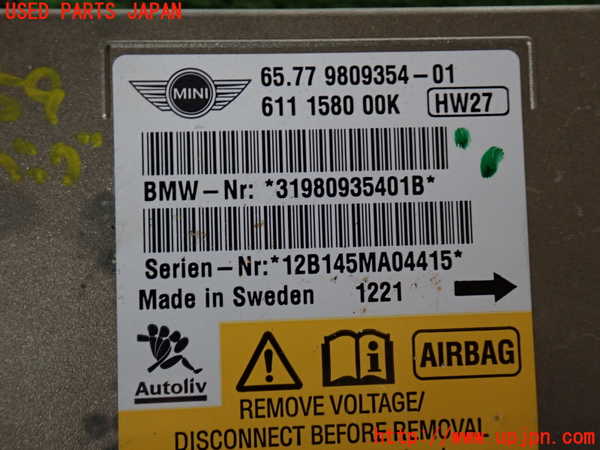 USED PARTS JAPAN
MINI
65.77 9809354-01
611 1580 00K HW27
BMW-Nr: *31980935401B*
Serien-Nr: *12B145MA04415*
Made in Sweden 1221
Autoliv
AIRBAG
REMOVE VOLTAGE/
DISCONNECT BEFORE REMOVAL
http://www.upjpn.com/